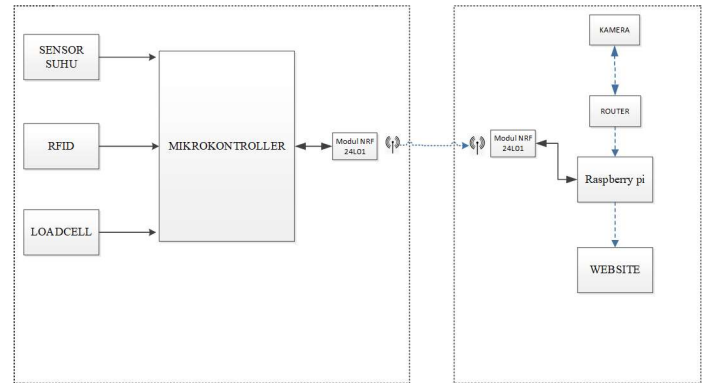 SENSOR
SUHU
RFID
LOADCELL
MIKROKONTROLLER
Modul NRF
24L01
Modul NRF
24L01
KAMERA
ROUTER
Raspberry pi
WEBSITE